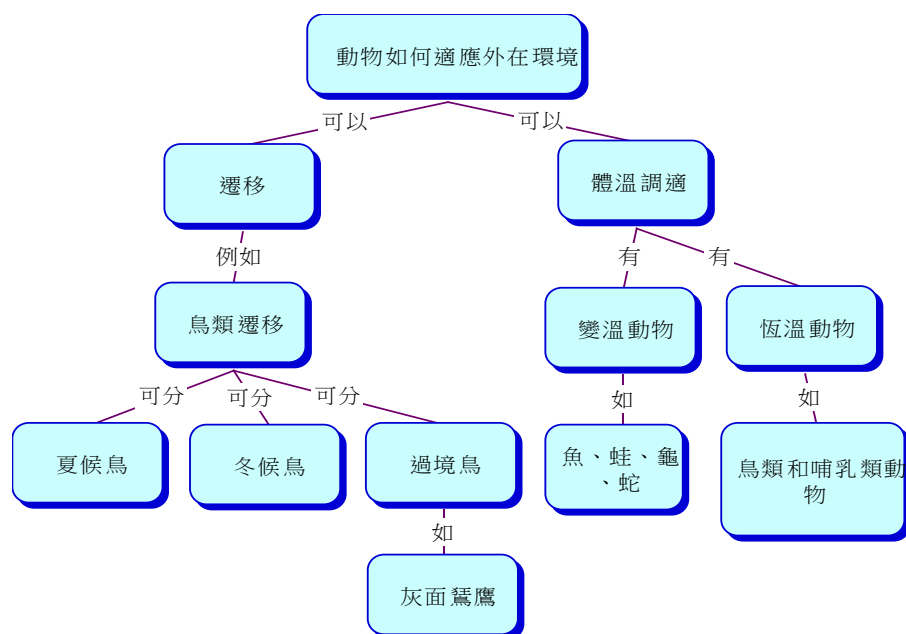 動物如何適應外在環境
可以
可以
遷移
體溫調適
例如
有
有
鳥類遷移
變溫動物
恆溫動物
可分
可分
可分
如
如
夏候鳥
冬候鳥
過境鳥
魚、蛙、龜
、蛇
鳥類和哺乳類動
物
如
灰面鵟鷹